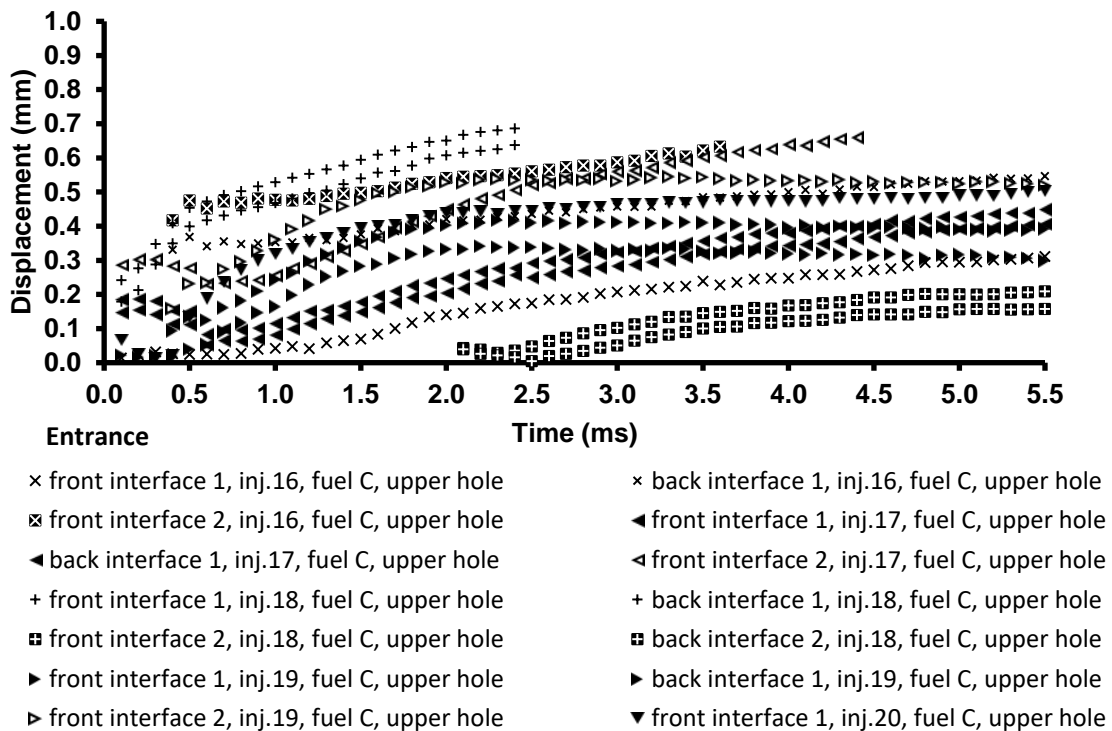 1.0
0.9
0.8
0.7
0.6
0.5
0.4
0.3
0.2
0.1
0.0
Displacement (mm)
0.0 0.5 1.0 1.5 2.0 2.5 3.0 3.5 4.0 4.5 5.0 5.5
Entrance
Time (ms)
front interface 1, inj.16, fuel C, upper hole
back interface 1, inj.16, fuel C, upper hole
front interface 2, inj.16, fuel C, upper hole
front interface 1, inj.17, fuel C, upper hole
back interface 1, inj.17, fuel C, upper hole
front interface 2, inj.17, fuel C, upper hole
front interface 1, inj.18, fuel C, upper hole
back interface 1, inj.18, fuel C, upper hole
front interface 2, inj.18, fuel C, upper hole
back interface 2, inj.18, fuel C, upper hole
front interface 1, inj.19, fuel C, upper hole
back interface 1, inj.19, fuel C, upper hole
front interface 2, inj.19, fuel C, upper hole
front interface 1, inj.20, fuel C, upper hole